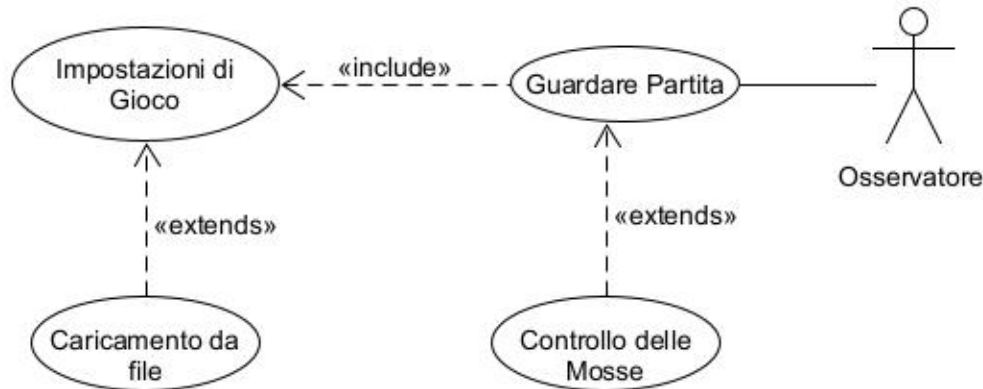 Impostazioni di
Gioco
«include»
Guardare Partita
Osservatore
«extends»
«extends»
Caricamento da
file
Controllo delle
Mosse